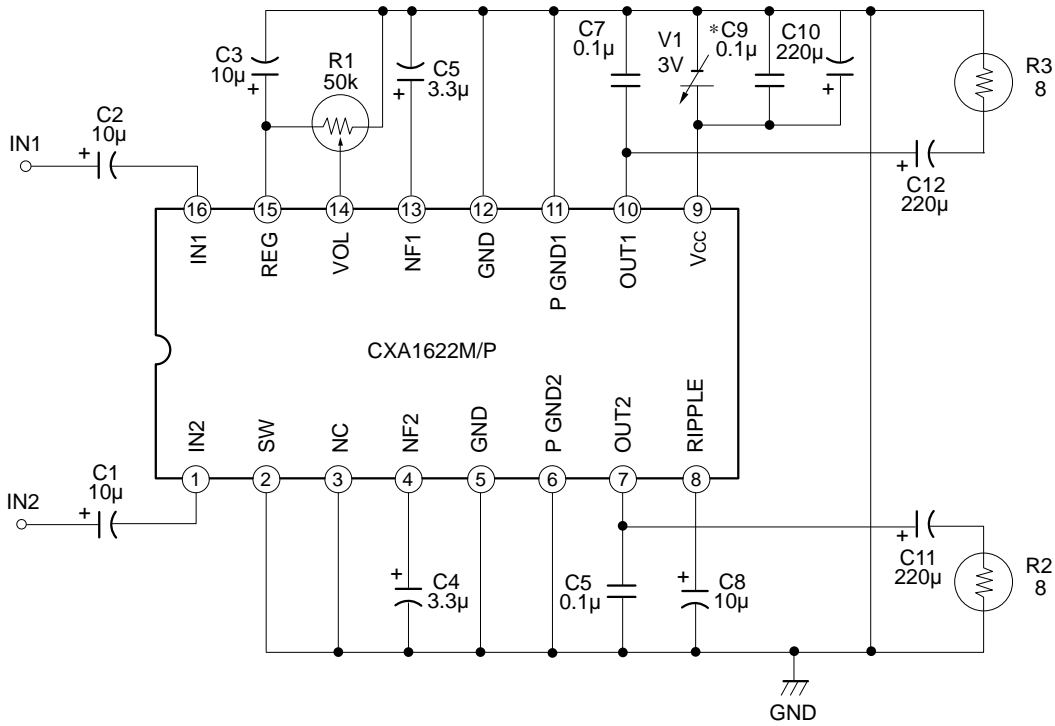 C3
10µ
R1
50k
C5
3.3µ
C7
0.1µ
V1
3V
*C9
0.1µ
C10
220µ
R3
8
C2
10µ
IN1
+
+
+
+
+
C12
220µ
16
15
14
13
12
11
10
9
IN1
REG
VOL
NF1
GND
P GND1
OUT1
VCC
CXA1622M/P
IN2
SW
NC
NF2
GND
P GND2
OUT2
RIPPLE
1
2
3
4
5
6
7
8
C1
10µ
IN2
+
+
C4
3.3µ
C5
0.1µ
+
C8
10µ
+
C11
220µ
R2
8
GND